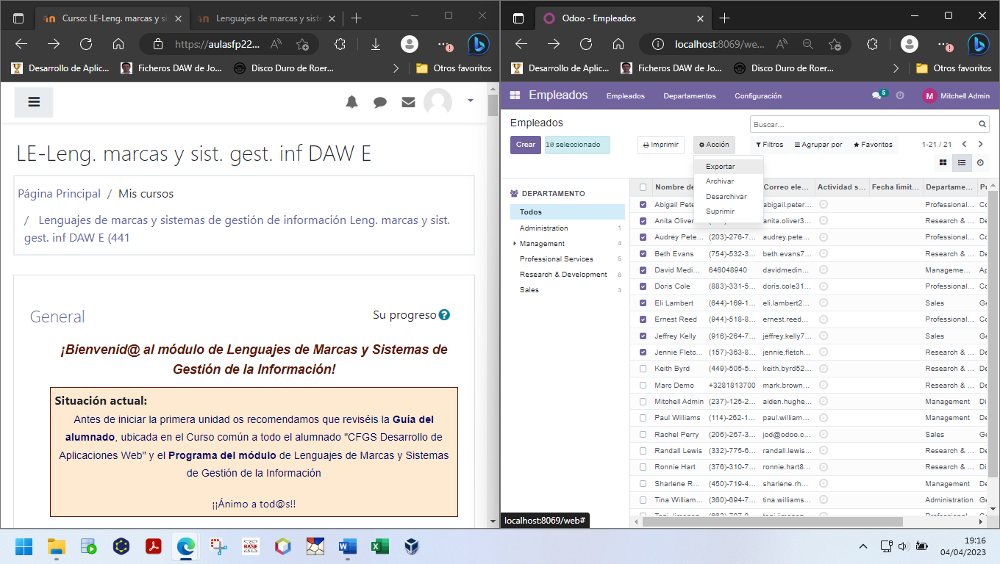 Curso: LE-Leng. marcas y si
Lenguajes de marcas y siste
https://aulasfp22...
Desarrollo de Aplic...
Ficheros DAW de Jo...
Disco Duro de Roer...
Otros favoritos
LE-Leng. marcas y sist. gest. inf DAW E
Página Principal / Mis cursos
/ Lenguajes de marcas y sistemas de gestión de información Leng. marcas y sist.
gest. inf DAW E (441
General
Su progreso
¡Bienvenid@ al módulo de Lenguajes de Marcas y Sistemas de
Gestión de la Información!
Situación actual:
Antes de iniciar la primera unidad os recomendamos que reviséis la Guía del
alumnado, ubicada en el Curso común a todo el alumnado "CFGS Desarrollo de
Aplicaciones Web" y el Programa del módulo de Lenguajes de Marcas y Sistemas
de Gestión de la Información
¡¡Ánimo a tod@s!!
Odoo - Empleados
localhost:8069/we...
Desarrollo de Aplic...
Ficheros DAW de Jo...
Disco Duro de Roer...
Otros favoritos
Empleados Empleados Departamentos Configuración 5 M Mitchell Admin
Empleados
Buscar...
Crear 10 seleccionado Imprimir Acción Filtros Agrupar por Favoritos 1-21 / 21
Exportar
Archivar
Desarchivar
Suprimir
DEPARTAMENTO
Todos
Administration 1
Management 4
Professional Services 5
Research & Development 8
Sales 3
Nombre de Correo ele... Actividad s... Fecha límit... Departame...
Abigail Pete abigail.peter... Professional... Co
Anita Oliver anita.oliver3... Research & ... De
Audrey Pete... (203)-276-7... audrey.pete... Professional... Co
Beth Evans (754)-532-3... beth.evans7... Research & ... De
David Medi... 646048940 davidmedin... Manageme... Ap
Doris Cole (883)-331-5... doris.cole31... Professional... Co
Eli Lambert (644)-169-1... eli.lambert2... Sales Ge
Ernest Reed (944)-518-8... ernest.reed... Professional... Co
Jeffrey Kelly (916)-264-7... jeffrey.kelly7... Sales Ge
Jennie Fletc... (157)-363-8... jennie.fletch... Research & ... De
Keith Byrd (449)-505-5... keith.byrd52... Research & ... De
Marc Demo +3281813700 mark.brown... Research & ... De
Mitchell Admin (237)-125-2... aiden.hughe... Management Di
Paul Williams (114)-262-1... paul.william... Management De
Rachel Perry (206)-267-3... jod@odoo.c... Sales De
Randall Lewis (332)-775-6... randall.lewis... Research & ... De
Ronnie Hart (376)-310-7... ronnie.hart8... Research & ... Di
Sharlene R... (450)-719-4... sharlene.rh... Management De
Tina William... (360)-694-7... tina.williams... Administration Ge
localhost:8069/web#
BASE
19:16
04/04/2023